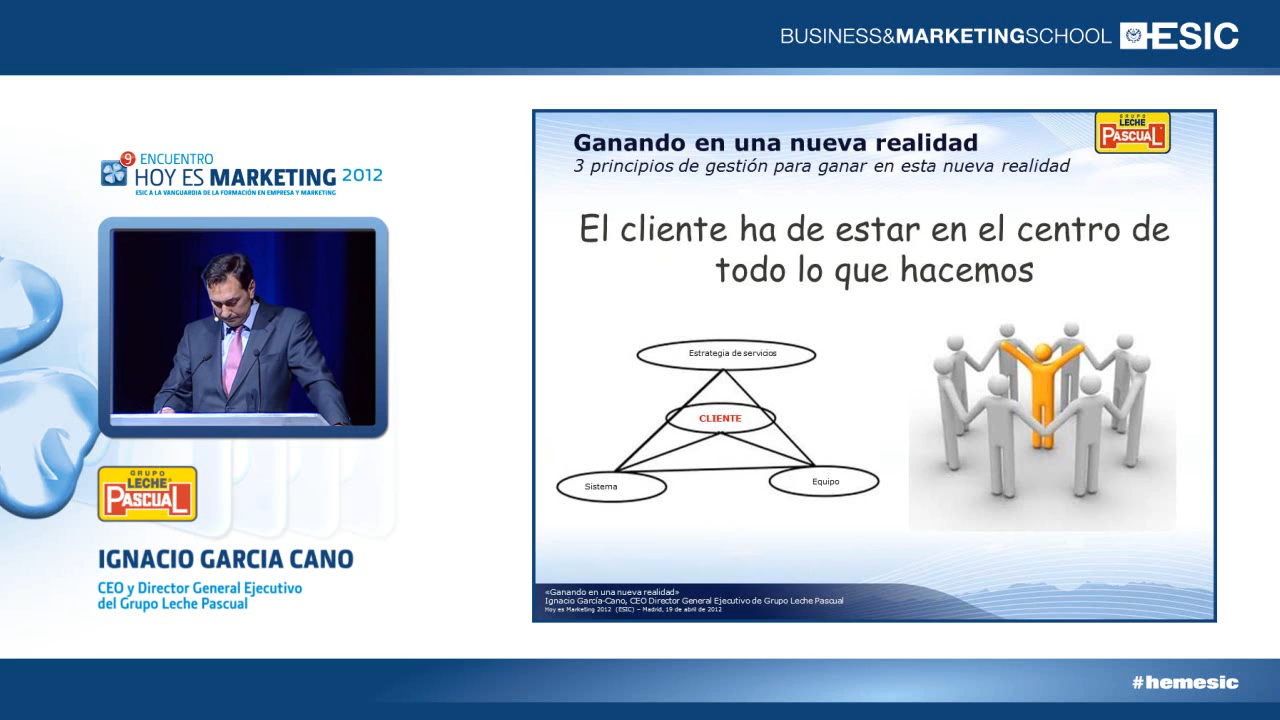 BUSINESS&MARKETINGSCHOOL ESIC
9 ENCUENTRO
HOY ES MARKETING 2012
ESIC A LA VANGUARDIA DE LA FORMACIÓN EN EMPRESA Y MARKETING
GRUPO
LECHE
PASCUAL
IGNACIO GARCIA CANO
CEO y Director General Ejecutivo
del Grupo Leche Pascual
Ganando en una nueva realidad
3 principios de gestión para ganar en esta nueva realidad
GRUPO
LECHE
PASCUAL
El cliente ha de estar en el centro de
todo lo que hacemos
Estrategia de servicios
CLIENTE
Sistema
Equipo
«Ganando en una nueva realidad»
Ignacio García-Cano, CEO Director General Ejecutivo de Grupo Leche Pascual
Hoy es Marketing 2012 (ESIC) – Madrid, 19 de abril de 2012
#hemesic